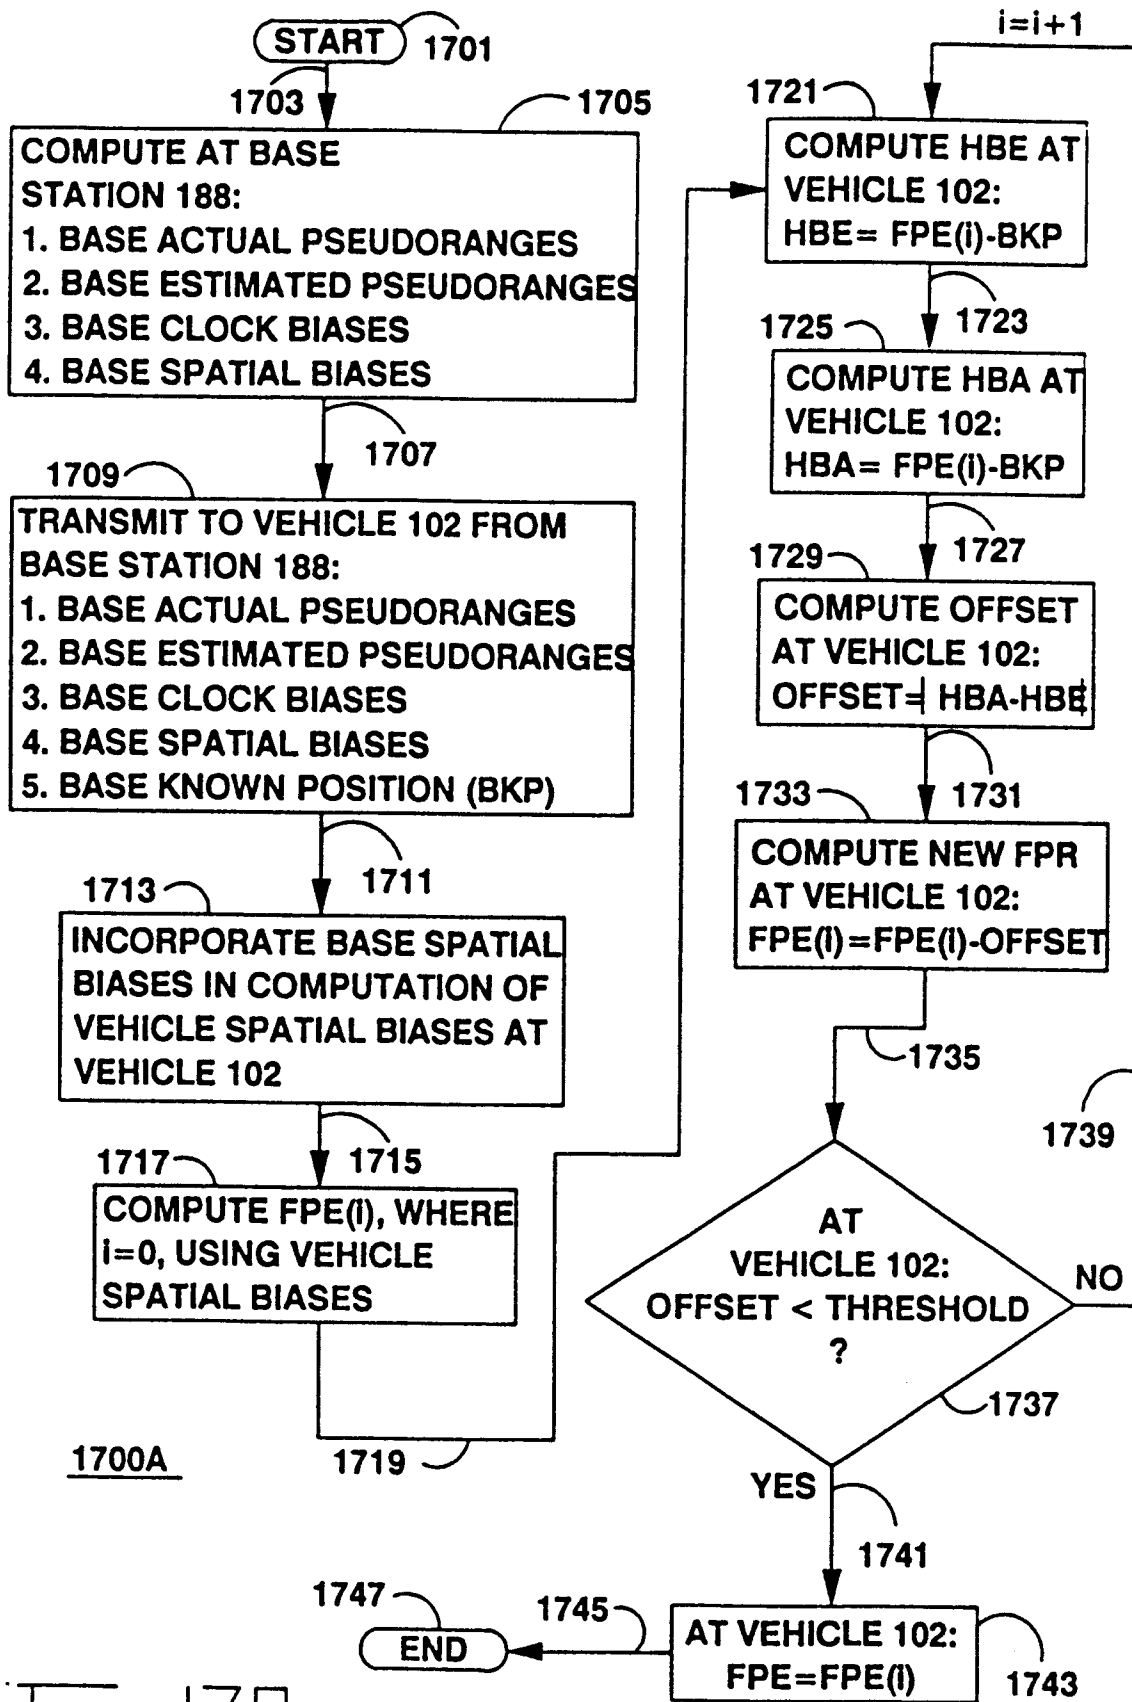 START
1701
1703
1705
COMPUTE AT BASE
STATION 188:
1. BASE ACTUAL PSEUDORANGES
2. BASE ESTIMATED PSEUDORANGES
3. BASE CLOCK BIASES
4. BASE SPATIAL BIASES
1707
1709
TRANSMIT TO VEHICLE 102 FROM
BASE STATION 188:
1. BASE ACTUAL PSEUDORANGES
2. BASE ESTIMATED PSEUDORANGES
3. BASE CLOCK BIASES
4. BASE SPATIAL BIASES
5. BASE KNOWN POSITION (BKP)
1711
1713
INCORPORATE BASE SPATIAL
BIASES IN COMPUTATION OF
VEHICLE SPATIAL BIASES AT
VEHICLE 102
1715
1717
COMPUTE FPE(i), WHERE
i=0, USING VEHICLE
SPATIAL BIASES
1719
1700A
i=i+1
1721
COMPUTE HBE AT
VEHICLE 102:
HBE= FPE(i)-BKP
1723
1725
COMPUTE HBA AT
VEHICLE 102:
HBA= FPE(i)-BKP
1727
1729
COMPUTE OFFSET
AT VEHICLE 102:
OFFSET=| HBA-HBE|
1731
1733
COMPUTE NEW FPR
AT VEHICLE 102:
FPE(i)=FPE(i)-OFFSET
1735
1739
AT
VEHICLE 102:
OFFSET < THRESHOLD
?
NO
1737
YES
1741
1743
AT VEHICLE 102:
FPE=FPE(i)
1745
1747
END